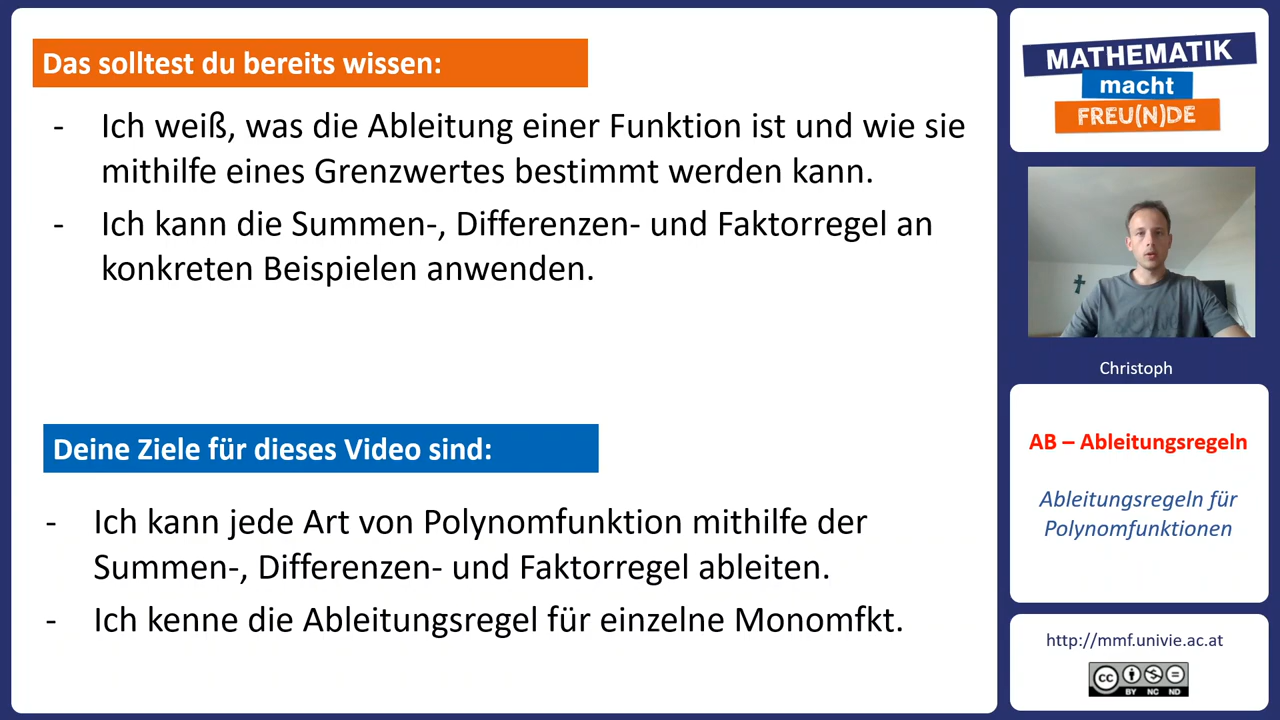 Das solltest du bereits wissen:
- Ich weiß, was die Ableitung einer Funktion ist und wie sie
mithilfe eines Grenzwertes bestimmt werden kann.
- Ich kann die Summen-, Differenzen- und Faktorregel an
konkreten Beispielen anwenden.
Deine Ziele für dieses Video sind:
- Ich kann jede Art von Polynomfunktion mithilfe der
Summen-, Differenzen- und Faktorregel ableiten.
- Ich kenne die Ableitungsregel für einzelne Monomfkt.
MATHEMATIK
macht
FREU(N)DE
Christoph
AB – Ableitungsregeln
Ableitungsregeln für
Polynomfunktionen
http://mmf.univie.ac.at
cc
BY NC ND